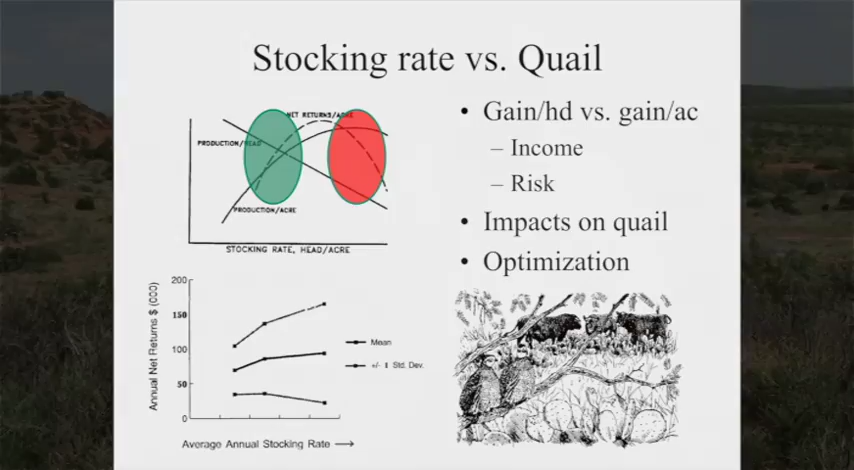 Stocking rate vs. Quail
NET RETURNS/ACRE
PRODUCTION/HEAD
PRODUCTION/ACRE
STOCKING RATE, HEAD/ACRE
Annual Net Returns $ (000)
200
150
100
50
0
Mean
+/- 1 Std. Dev.
Average Annual Stocking Rate
• Gain/hd vs. gain/ac
– Income
– Risk
• Impacts on quail
• Optimization